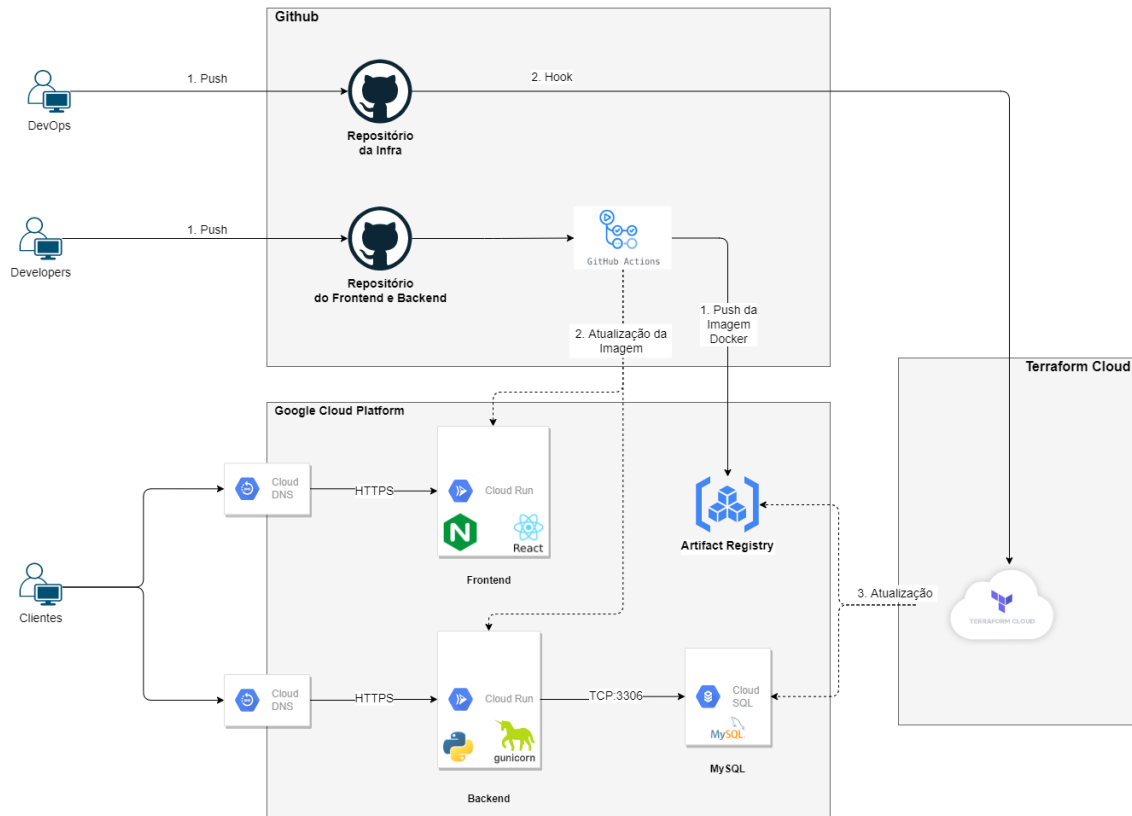 Github
1. Push
2. Hook
DevOps
Repositório
da Infra
1. Push
GitHub Actions
Developers
Repositório
do Frontend e Backend
1. Push da
Imagem
Docker
2. Atualização da
Imagem
Terraform Cloud
Google Cloud Platform
Cloud
DNS
HTTPS
Cloud Run
React
Frontend
Artifact Registry
Clientes
3. Atualização
TERRAFORM CLOUD
Cloud
DNS
HTTPS
Cloud Run
gunicorn
Backend
TCP:3306
Cloud
SQL
MySQL
MySQL